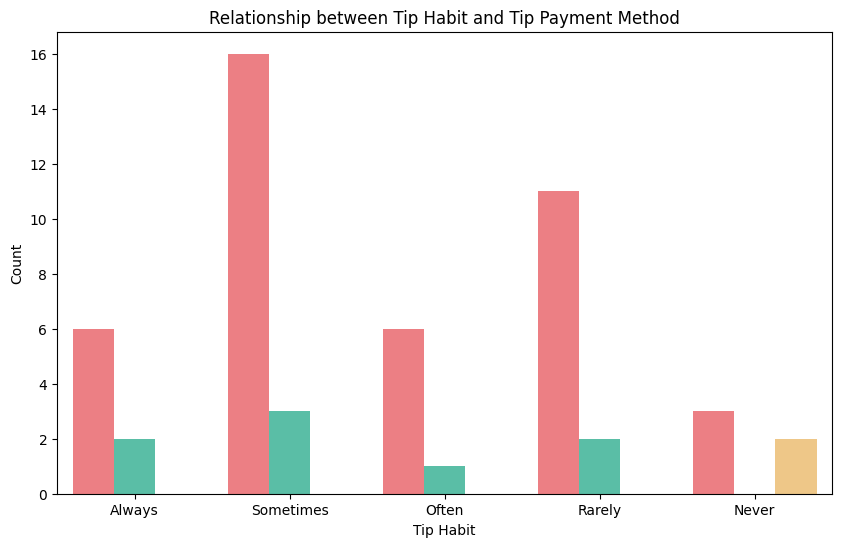 Relationship between Tip Habit and Tip Payment Method
16
14
12
10
8
6
4
2
0
Count
Always Sometimes Often Rarely Never
Tip Habit